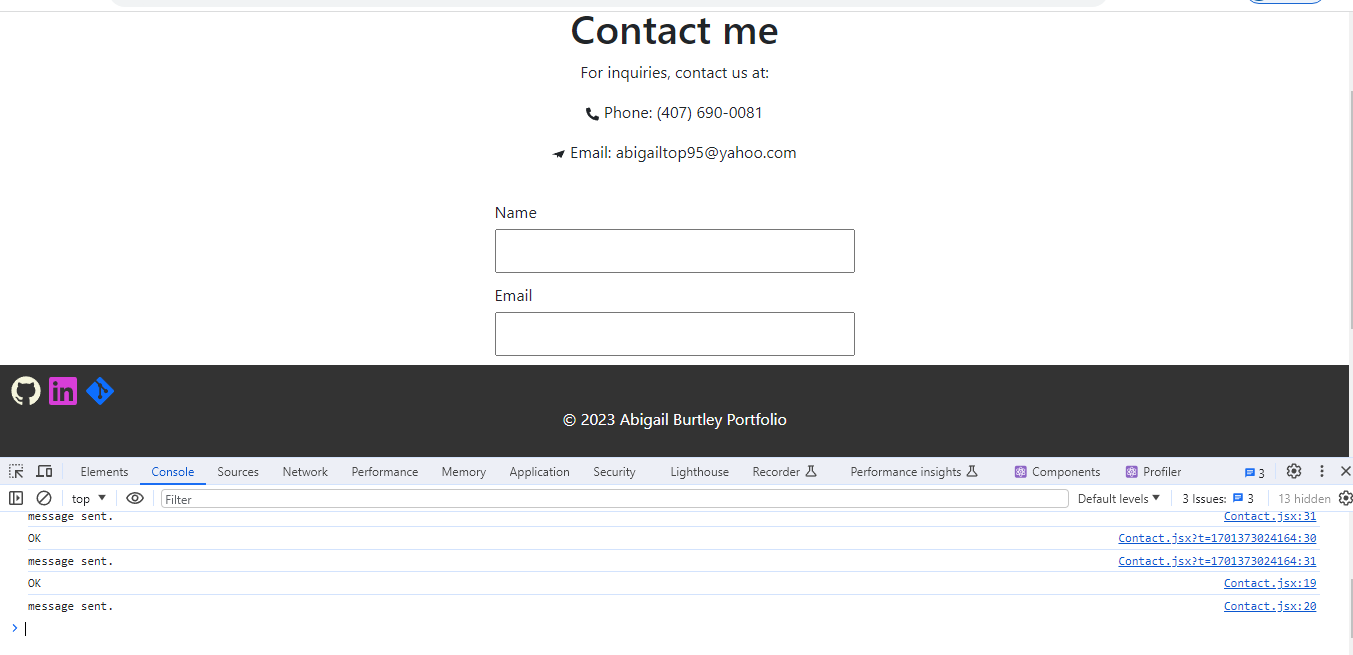 Contact me
For inquiries, contact us at:
Phone: (407) 690-0081
Email: abigailtop95@yahoo.com
Name
Email
in
© 2023 Abigail Burtley Portfolio
Elements Console Sources Network Performance Memory Application Security Lighthouse Recorder Performance insights Components Profiler 3
top Filter Default levels 3 Issues: 3 13 hidden
message sent. Contact.jsx:31
OK Contact.jsx?t=1701373024164:30
message sent. Contact.jsx?t=1701373024164:31
OK Contact.jsx:19
message sent. Contact.jsx:20